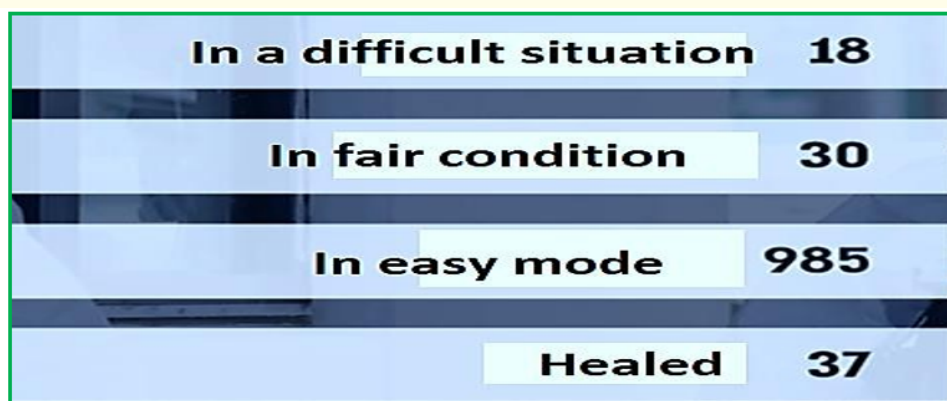 In a difficult situation 18
In fair condition 30
In easy mode 985
Healed 37